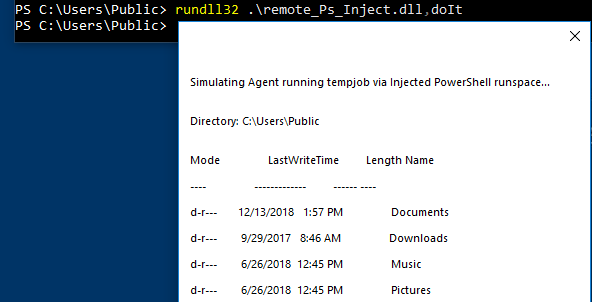 PS C:\Users\Public> rundll32 .\remote_Ps_Inject.dll,doIt
PS C:\Users\Public>
Simulating Agent running tempjob via Injected PowerShell runspace...
Directory: C:\Users\Public
Mode LastWriteTime Length Name
---- ------------- ------ ----
d-r--- 12/13/2018 1:57 PM Documents
d-r--- 9/29/2017 8:46 AM Downloads
d-r--- 6/26/2018 12:45 PM Music
d-r--- 6/26/2018 12:45 PM Pictures